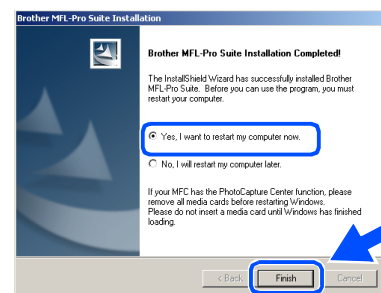 Brother MFL-Pro Suite Installation
Brother MFL-Pro Suite Installation Completed!
The InstallShield Wizard has successfully installed Brother
MFL-Pro Suite. Before you can use the program, you must
restart your computer.
Yes, I want to restart my computer now.
No, I will restart my computer later.
If your MFC has the PhotoCapture Center function, please
remove all media cards before restarting Windows.
Please do not insert a media card until Windows has finished
loading.
< Back Finish Cancel